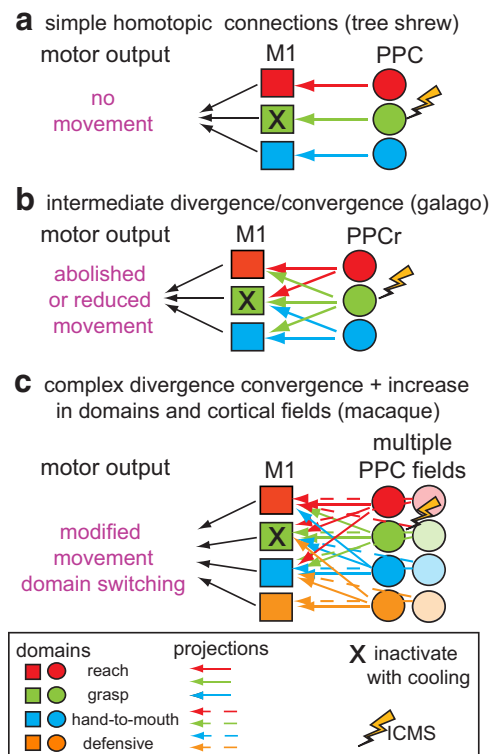 a simple homotopic connections (tree shrew)
motor output M1 PPC
no
movement
X
b intermediate divergence/convergence (galago)
motor output M1 PPCr
abolished
or reduced
movement
X
c complex divergence convergence + increase
in domains and cortical fields (macaque)
multiple
motor output M1 PPC fields
modified
movement
domain switching
X
domains projections X inactivate
with cooling
reach
grasp
hand-to-mouth
defensive
ICMS